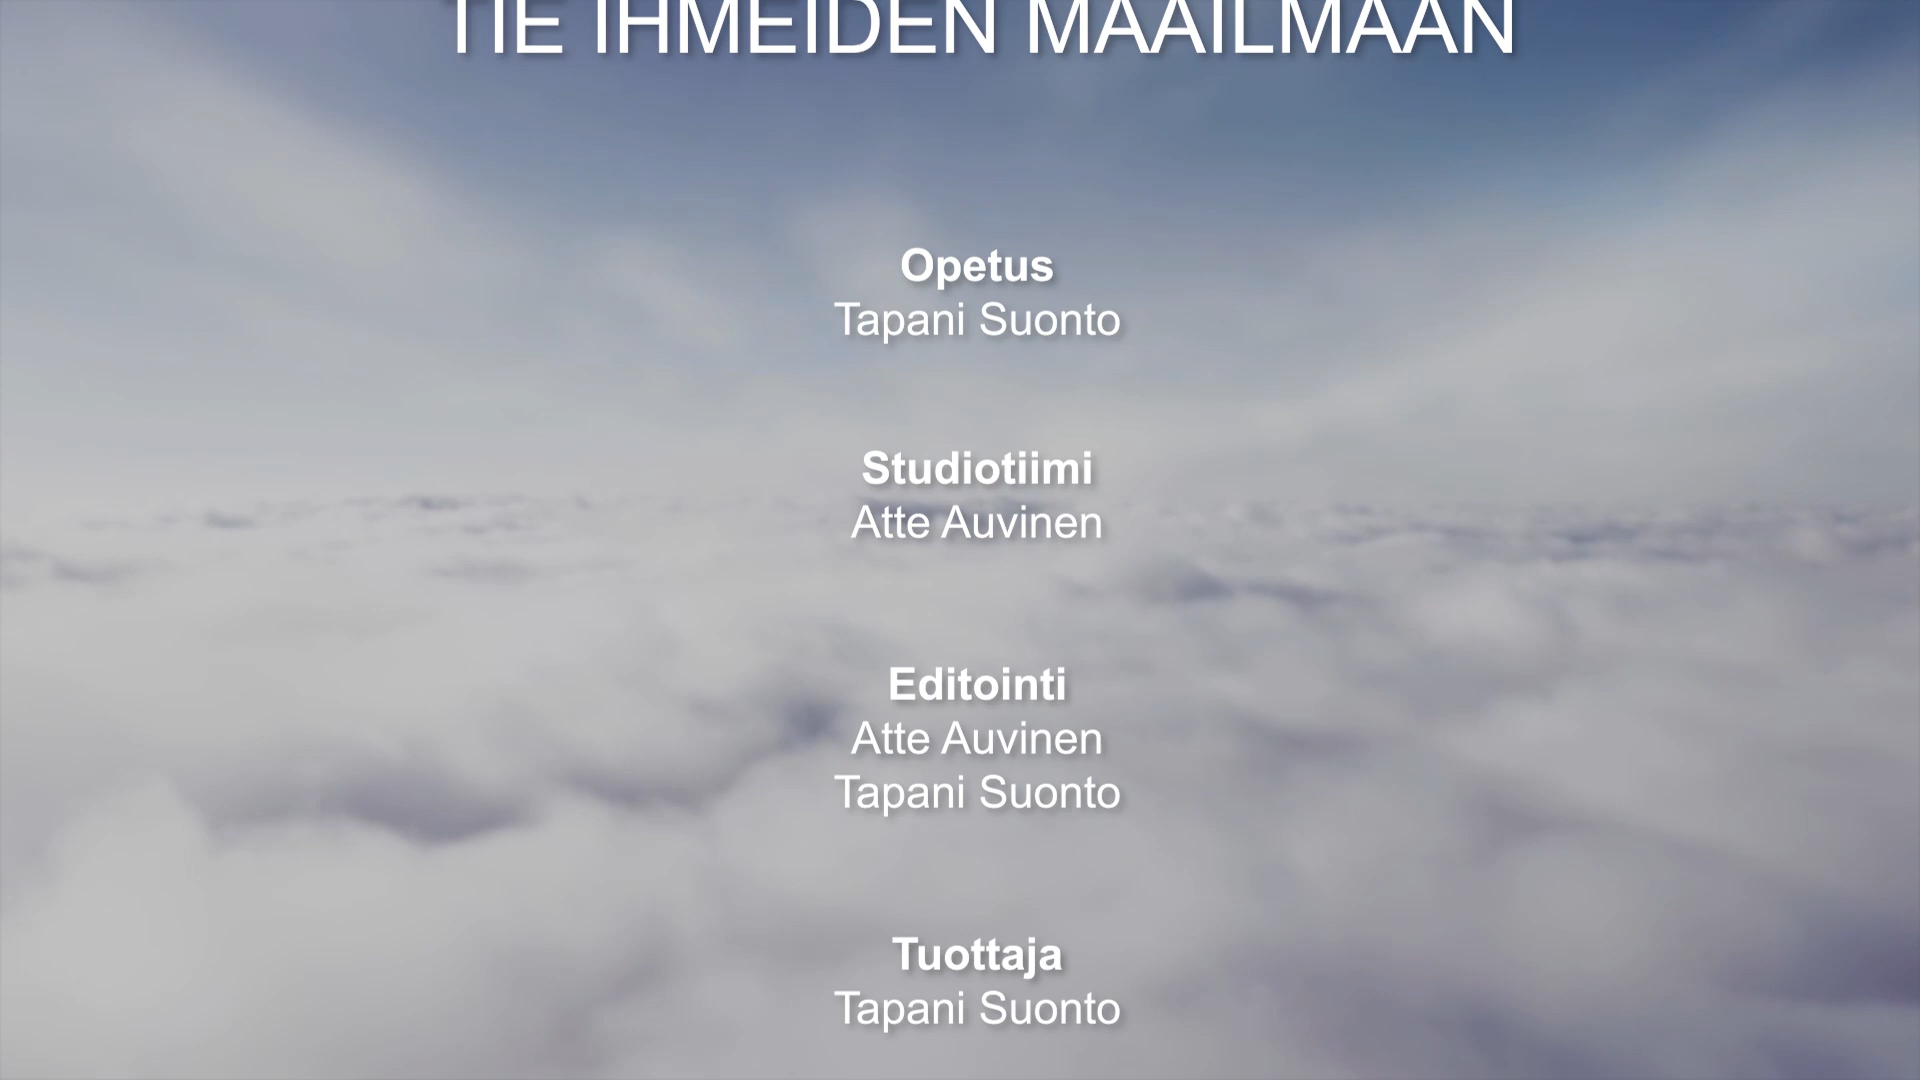 TIE IHMEIDEN MAAILMAAN
Opetus
Tapani Suonto
Studiotiimi
Atte Auvinen
Editointi
Atte Auvinen
Tapani Suonto
Tuottaja
Tapani Suonto